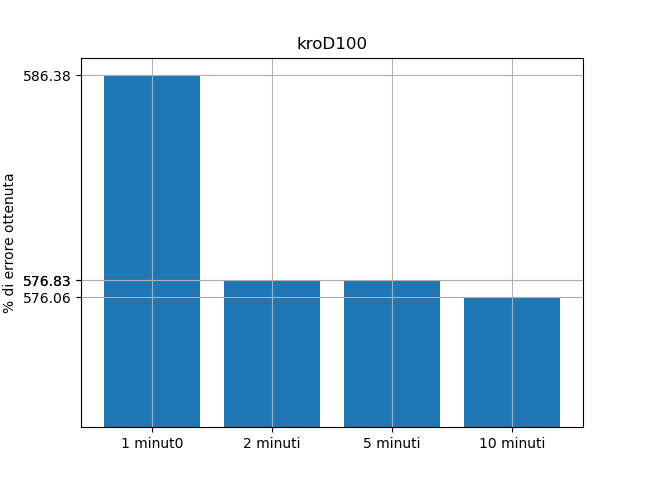 kroD100
% di errore ottenuta
586.38
576.83
576.06
1 minut0
2 minuti
5 minuti
10 minuti